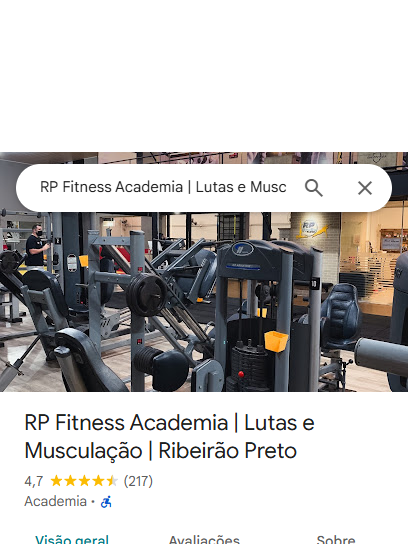 RP Fitness Academia | Lutas e Musc
RP
RP Fitness Academia | Lutas e
Musculação | Ribeirão Preto
4,7 (217)
Academia ·
Visão geral Avaliações Sobre